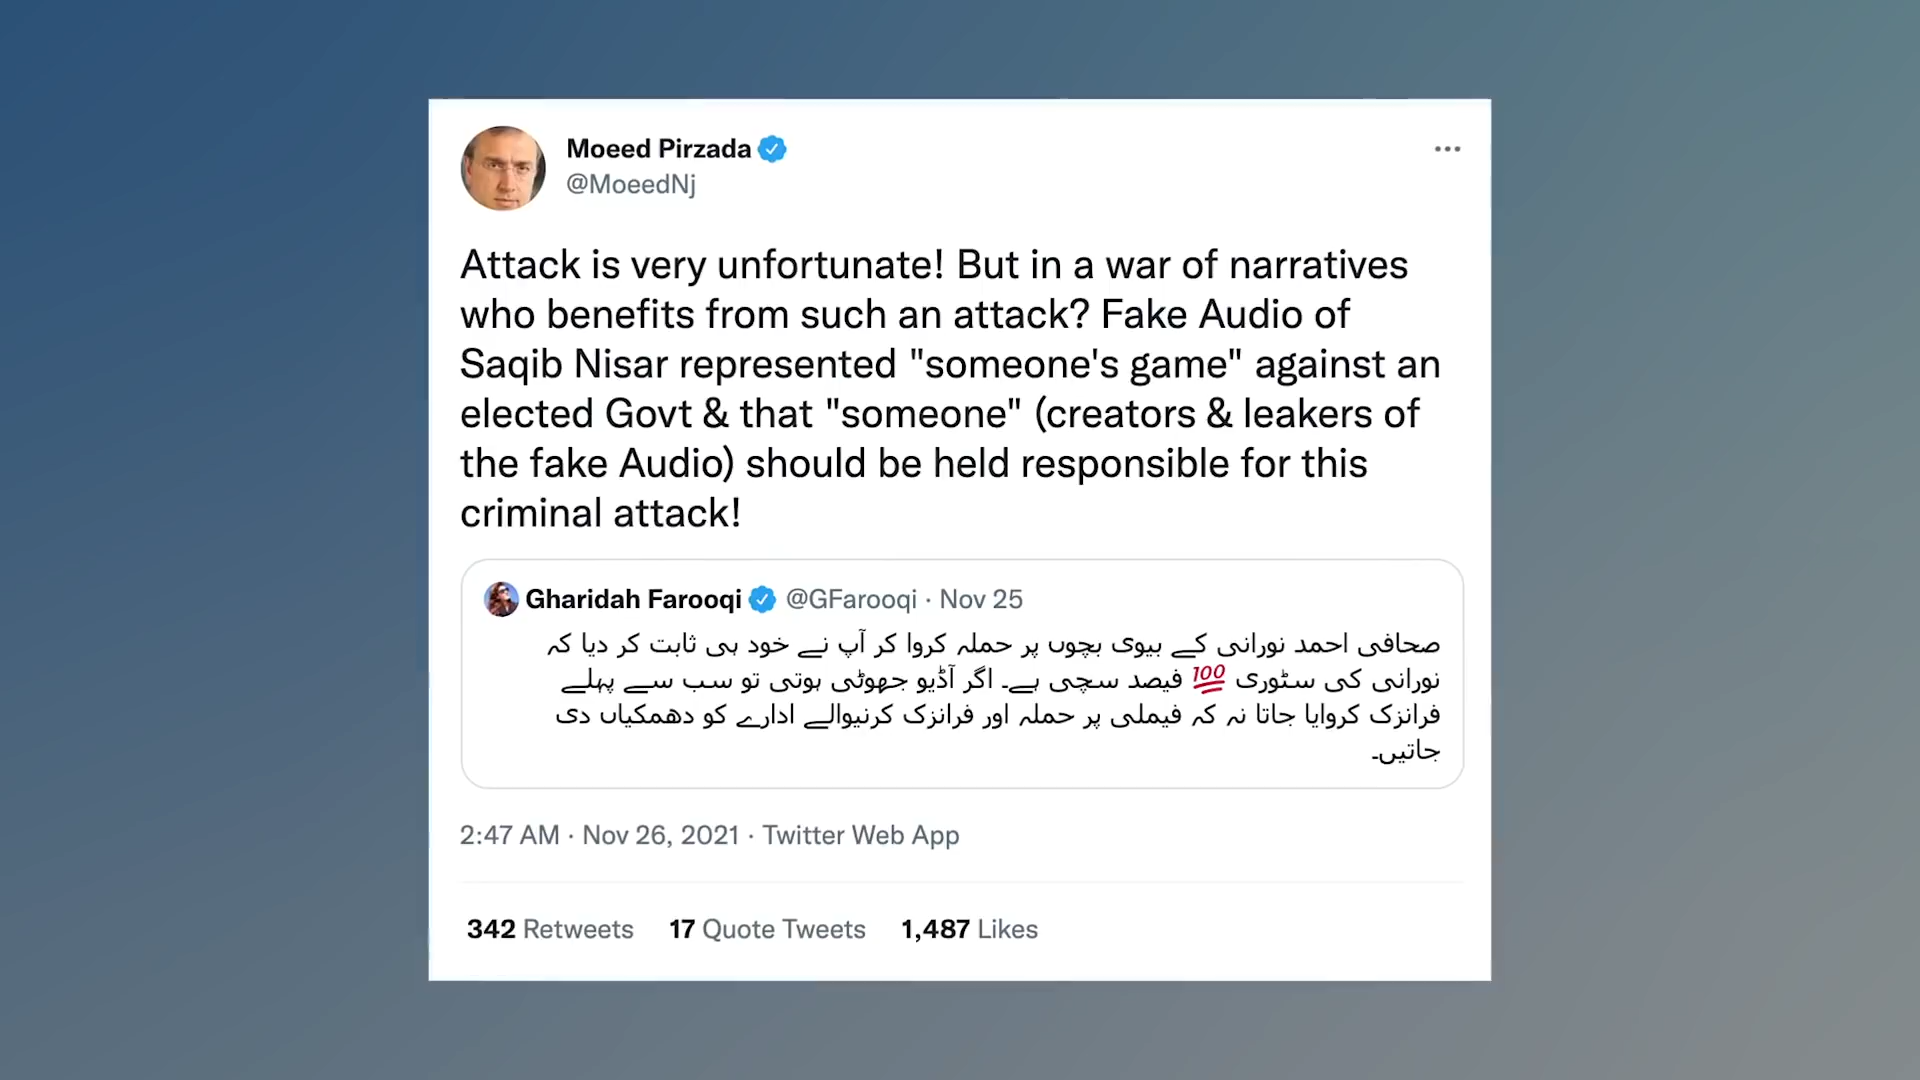 Moeed Pirzada
@MoeedNj
Attack is very unfortunate! But in a war of narratives
who benefits from such an attack? Fake Audio of
Saqib Nisar represented "someone's game" against an
elected Govt & that "someone" (creators & leakers of
the fake Audio) should be held responsible for this
criminal attack!
Gharidah Farooqi @GFarooqi · Nov 25
صحافی احمد نورانی کے بیوی بچوں پر حملہ کروا کر آپ نے خود ہی ثابت کر دیا کہ
نورانی کی سٹوری 💯 فیصد سچی ہے۔ اگر آڈیو جھوٹی ہوتی تو سب سے پہلے
فرانزک کروایا جاتا نہ کہ فیملی پر حملہ اور فرانزک کرنیوالے ادارے کو دھمکیاں دی
جاتیں۔
2:47 AM · Nov 26, 2021 · Twitter Web App
342 Retweets 17 Quote Tweets 1,487 Likes